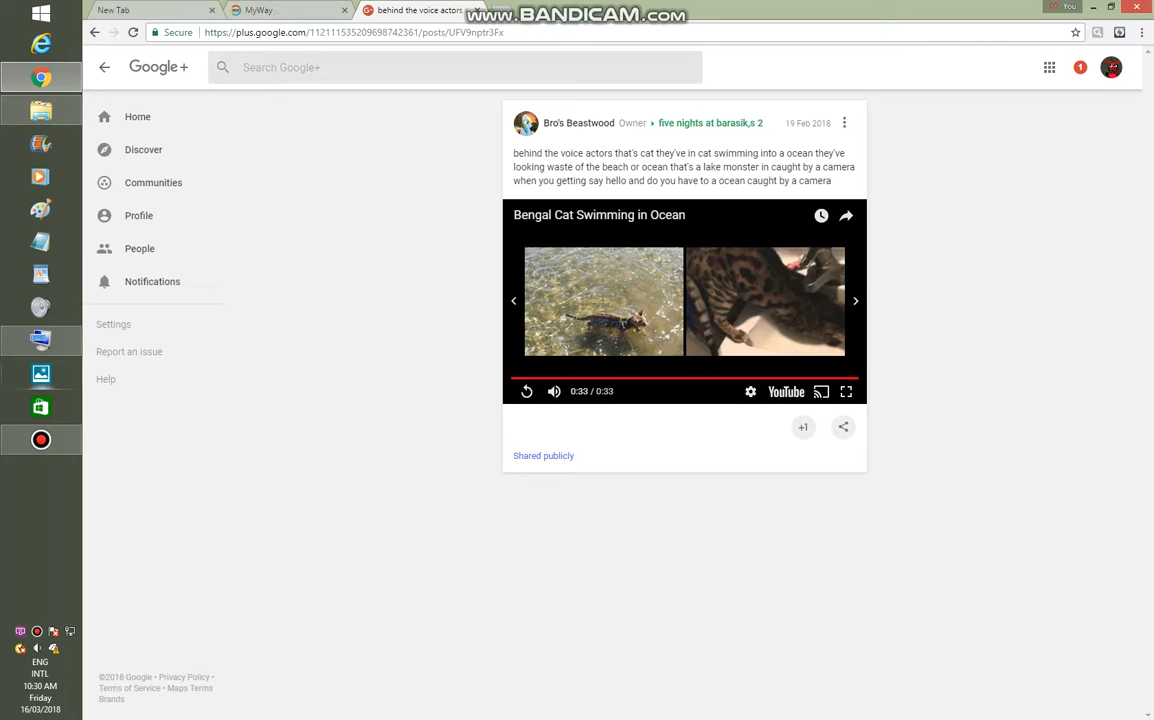 New Tab
MyWay
behind the voice actors
www.BANDICAM.com
You
Secure
https://plus.google.com/112111535209698742361/posts/UFV9nptr3Fx
Google+
Search Google+
1
Home
Discover
Communities
Profile
People
Notifications
Settings
Report an issue
Help
Bro's Beastwood Owner ▸ five nights at barasik,s 2
19 Feb 2018
behind the voice actors that's cat they've in cat swimming into a ocean they've
looking waste of the beach or ocean that's a lake monster in caught by a camera
when you getting say hello and do you have to a ocean caught by a camera
Bengal Cat Swimming in Ocean
0:33 / 0:33
YouTube
+1
Shared publicly
©2018 Google • Privacy Policy •
Terms of Service • Maps Terms
Brands
ENG
INTL
10:30 AM
Friday
16/03/2018